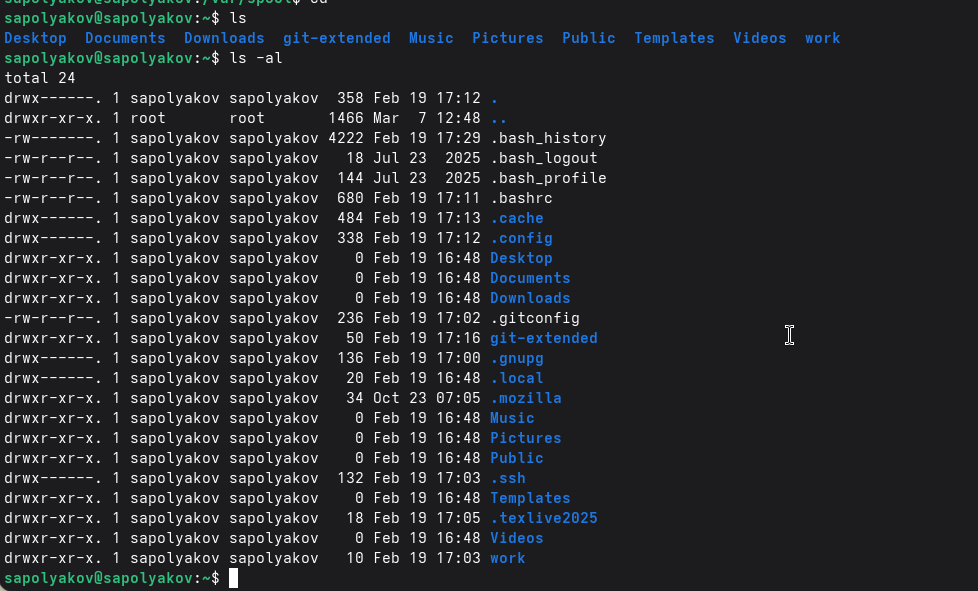 sapolyakov@sapolyakov:/var/spool$ cd
sapolyakov@sapolyakov:~$ ls
Desktop  Documents  Downloads  git-extended  Music  Pictures  Public  Templates  Videos  work
sapolyakov@sapolyakov:~$ ls -al
total 24
drwx------. 1 sapolyakov sapolyakov  358 Feb 19 17:12 .
drwxr-xr-x. 1 root       root       1466 Mar  7 12:48 ..
-rw-------. 1 sapolyakov sapolyakov 4222 Feb 19 17:29 .bash_history
-rw-r--r--. 1 sapolyakov sapolyakov   18 Jul 23  2025 .bash_logout
-rw-r--r--. 1 sapolyakov sapolyakov  144 Jul 23  2025 .bash_profile
-rw-r--r--. 1 sapolyakov sapolyakov  680 Feb 19 17:11 .bashrc
drwx------. 1 sapolyakov sapolyakov  484 Feb 19 17:13 .cache
drwx------. 1 sapolyakov sapolyakov  338 Feb 19 17:12 .config
drwxr-xr-x. 1 sapolyakov sapolyakov    0 Feb 19 16:48 Desktop
drwxr-xr-x. 1 sapolyakov sapolyakov    0 Feb 19 16:48 Documents
drwxr-xr-x. 1 sapolyakov sapolyakov    0 Feb 19 16:48 Downloads
-rw-r--r--. 1 sapolyakov sapolyakov  236 Feb 19 17:02 .gitconfig
drwxr-xr-x. 1 sapolyakov sapolyakov   50 Feb 19 17:16 git-extended
drwx------. 1 sapolyakov sapolyakov  136 Feb 19 17:00 .gnupg
drwx------. 1 sapolyakov sapolyakov   20 Feb 19 16:48 .local
drwxr-xr-x. 1 sapolyakov sapolyakov   34 Oct 23 07:05 .mozilla
drwxr-xr-x. 1 sapolyakov sapolyakov    0 Feb 19 16:48 Music
drwxr-xr-x. 1 sapolyakov sapolyakov    0 Feb 19 16:48 Pictures
drwxr-xr-x. 1 sapolyakov sapolyakov    0 Feb 19 16:48 Public
drwx------. 1 sapolyakov sapolyakov  132 Feb 19 17:03 .ssh
drwxr-xr-x. 1 sapolyakov sapolyakov    0 Feb 19 16:48 Templates
drwxr-xr-x. 1 sapolyakov sapolyakov   18 Feb 19 17:05 .texlive2025
drwxr-xr-x. 1 sapolyakov sapolyakov    0 Feb 19 16:48 Videos
drwxr-xr-x. 1 sapolyakov sapolyakov   10 Feb 19 17:03 work
sapolyakov@sapolyakov:~$